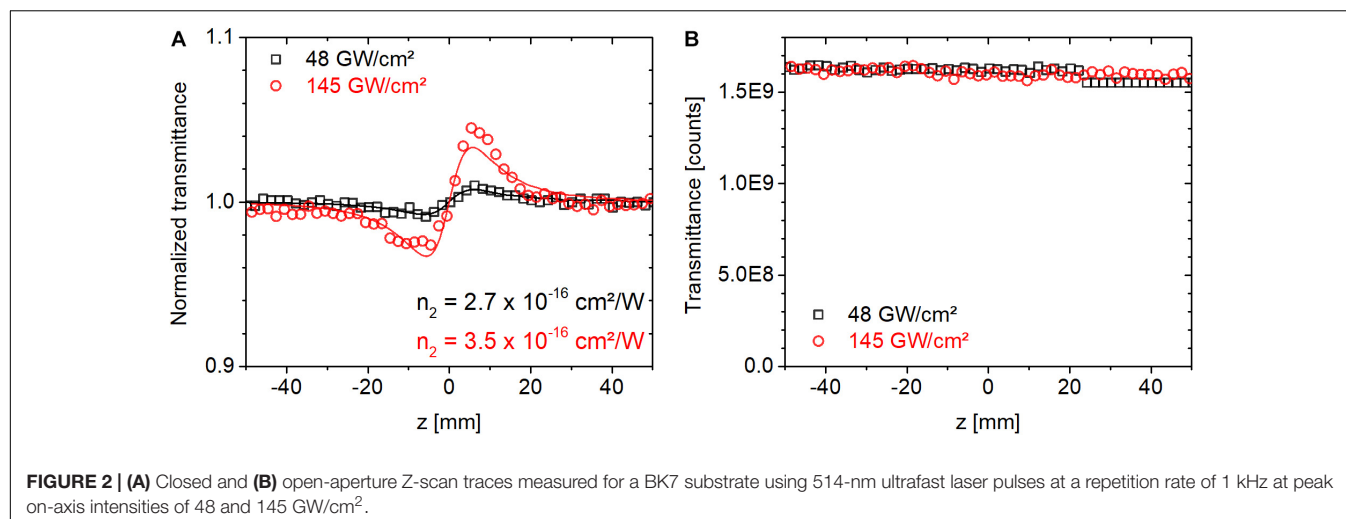 A
1.1
48 GW/cm²
145 GW/cm²
1.0
0.9
Normalized transmittance
n₂ = 2.7 x 10⁻¹⁶ cm²/W
n₂ = 3.5 x 10⁻¹⁶ cm²/W
-40 -20 0 20 40
z [mm]
B
1.5E9
1E9
5.0E8
0.0
Transmittance [counts]
48 GW/cm²
145 GW/cm²
-40 -20 0 20 40
z [mm]
FIGURE 2 | (A) Closed and (B) open-aperture Z-scan traces measured for a BK7 substrate using 514-nm ultrafast laser pulses at a repetition rate of 1 kHz at peak
on-axis intensities of 48 and 145 GW/cm².